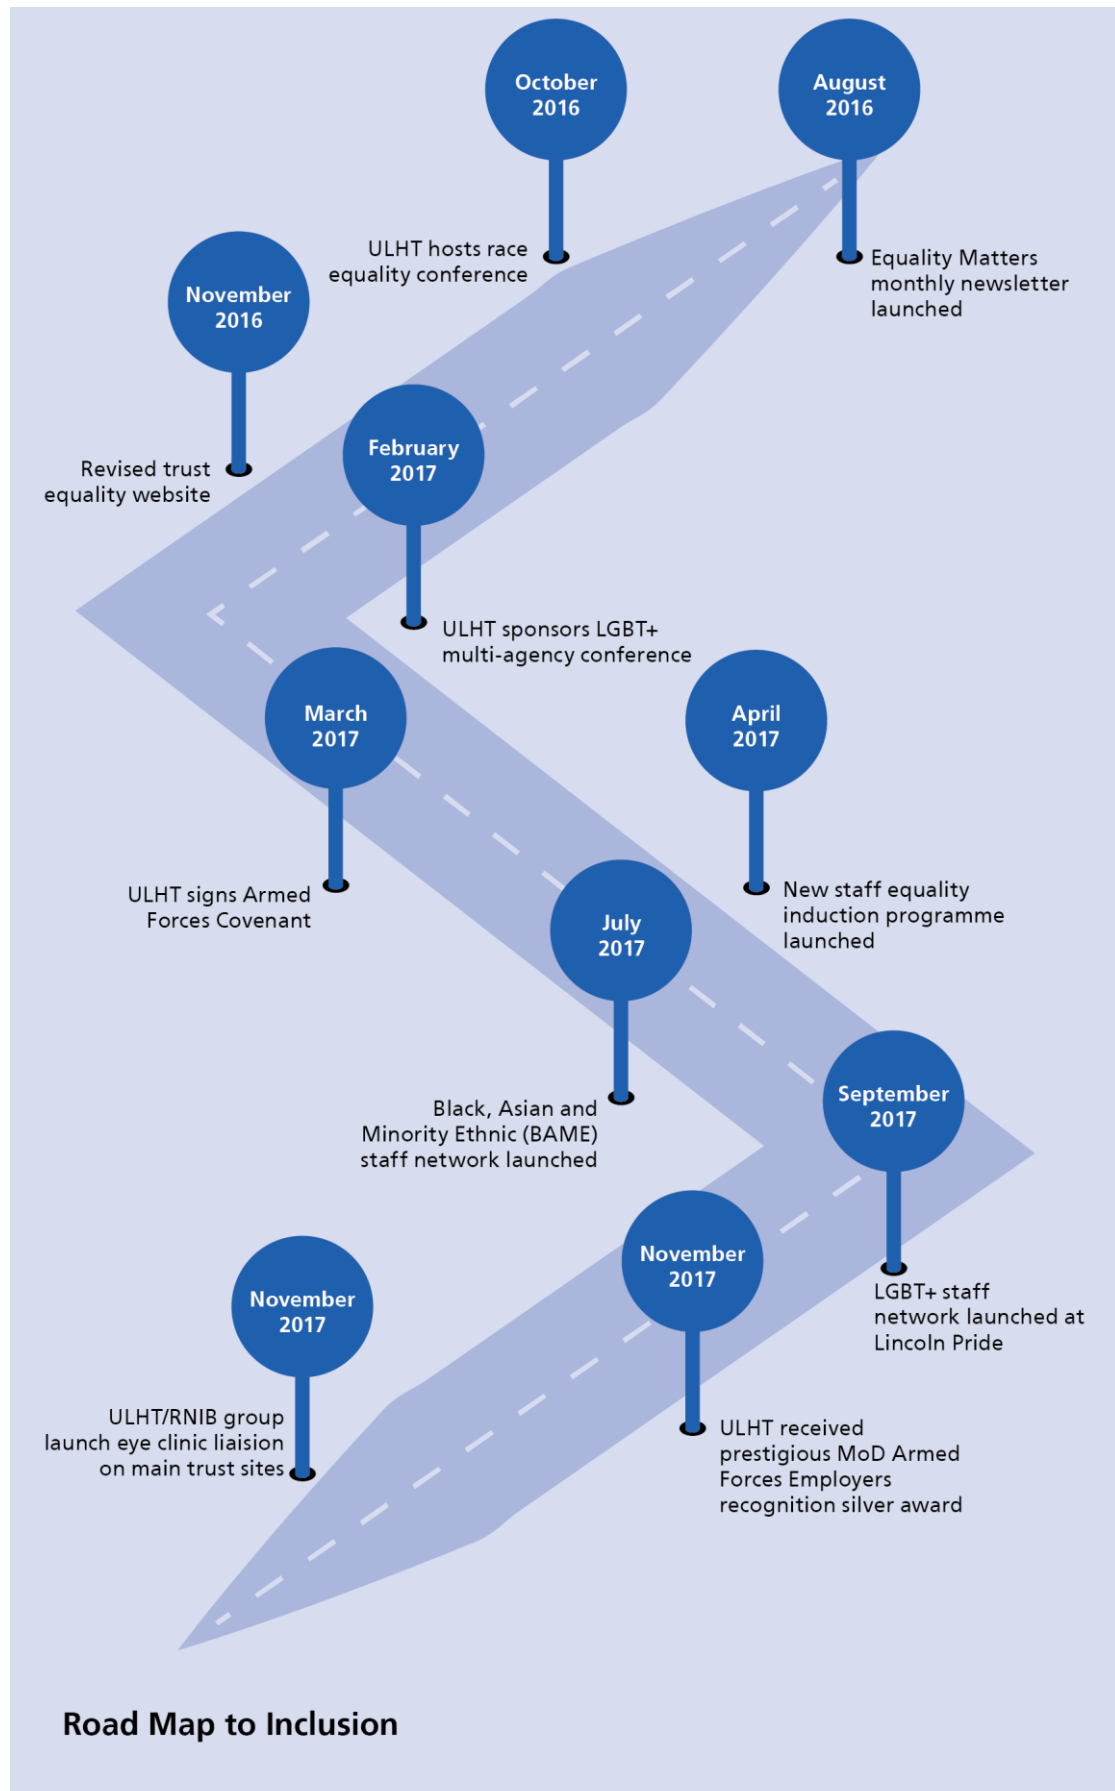 August
2016
Equality Matters
monthly newsletter
launched
October
2016
ULHT hosts race
equality conference
November
2016
Revised trust
equality website
February
2017
ULHT sponsors LGBT+
multi-agency conference
March
2017
ULHT signs Armed
Forces Covenant
April
2017
New staff equality
induction programme
launched
July
2017
Black, Asian and
Minority Ethnic (BAME)
staff network launched
September
2017
LGBT+ staff
network launched at
Lincoln Pride
November
2017
ULHT received
prestigious MoD Armed
Forces Employers
recognition silver award
November
2017
ULHT/RNIB group
launch eye clinic liaision
on main trust sites
Road Map to Inclusion